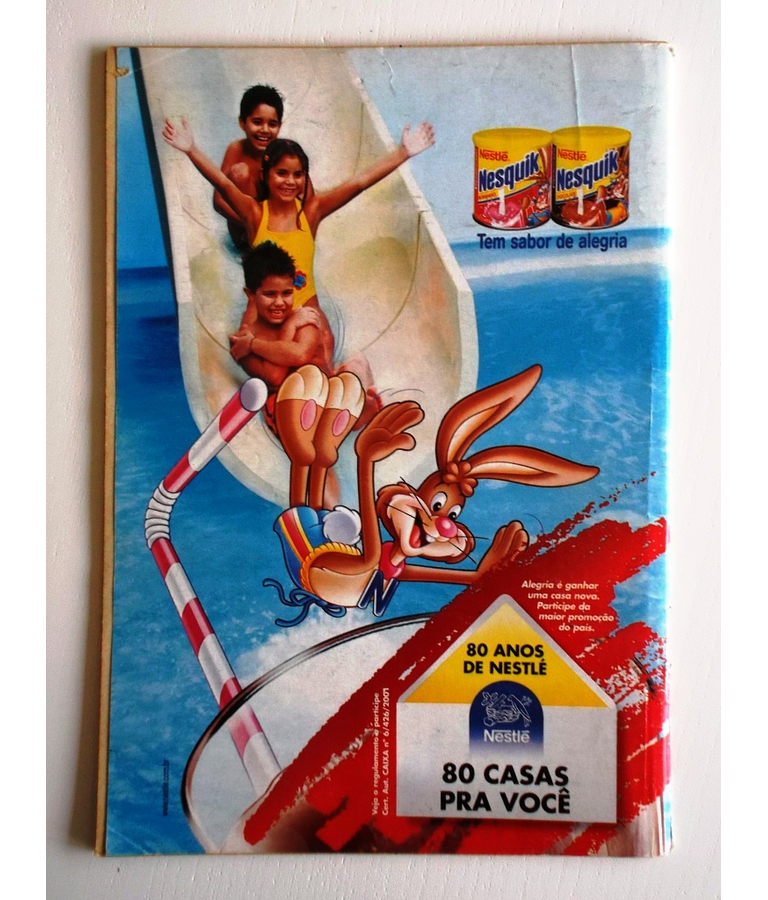 Nestlé
Nesquik
Nestlé
Nesquik
Tem sabor de alegria
N
Alegria é ganhar
uma casa nova.
Participe da
maior promoção
do país.
80 ANOS
DE NESTLÉ
Nestlé
80 CASAS
PRA VOCÊ
Veja o regulamento e participe
Cert. Aut. CAIXA nº 6/426/2001